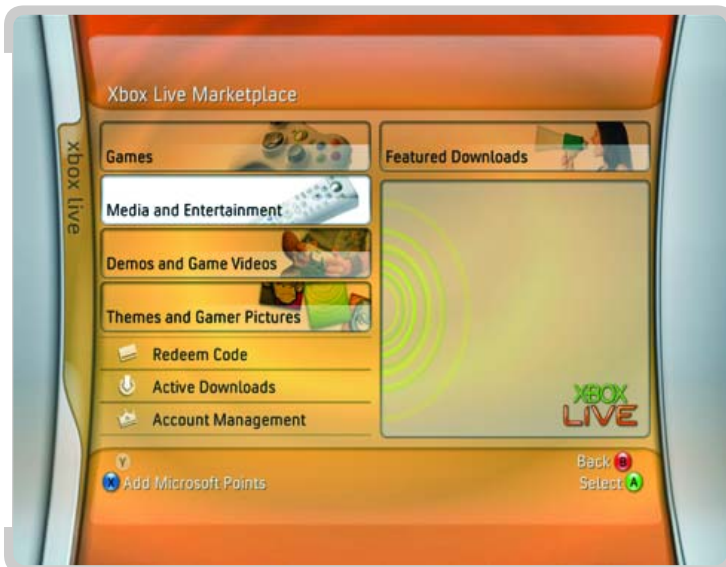 Xbox Live Marketplace
xbox live
Games
Media and Entertainment
Demos and Game Videos
Themes and Gamer Pictures
Redeem Code
Active Downloads
Account Management
Featured Downloads
XBOX
LIVE
Y
X Add Microsoft Points
Back B
Select A